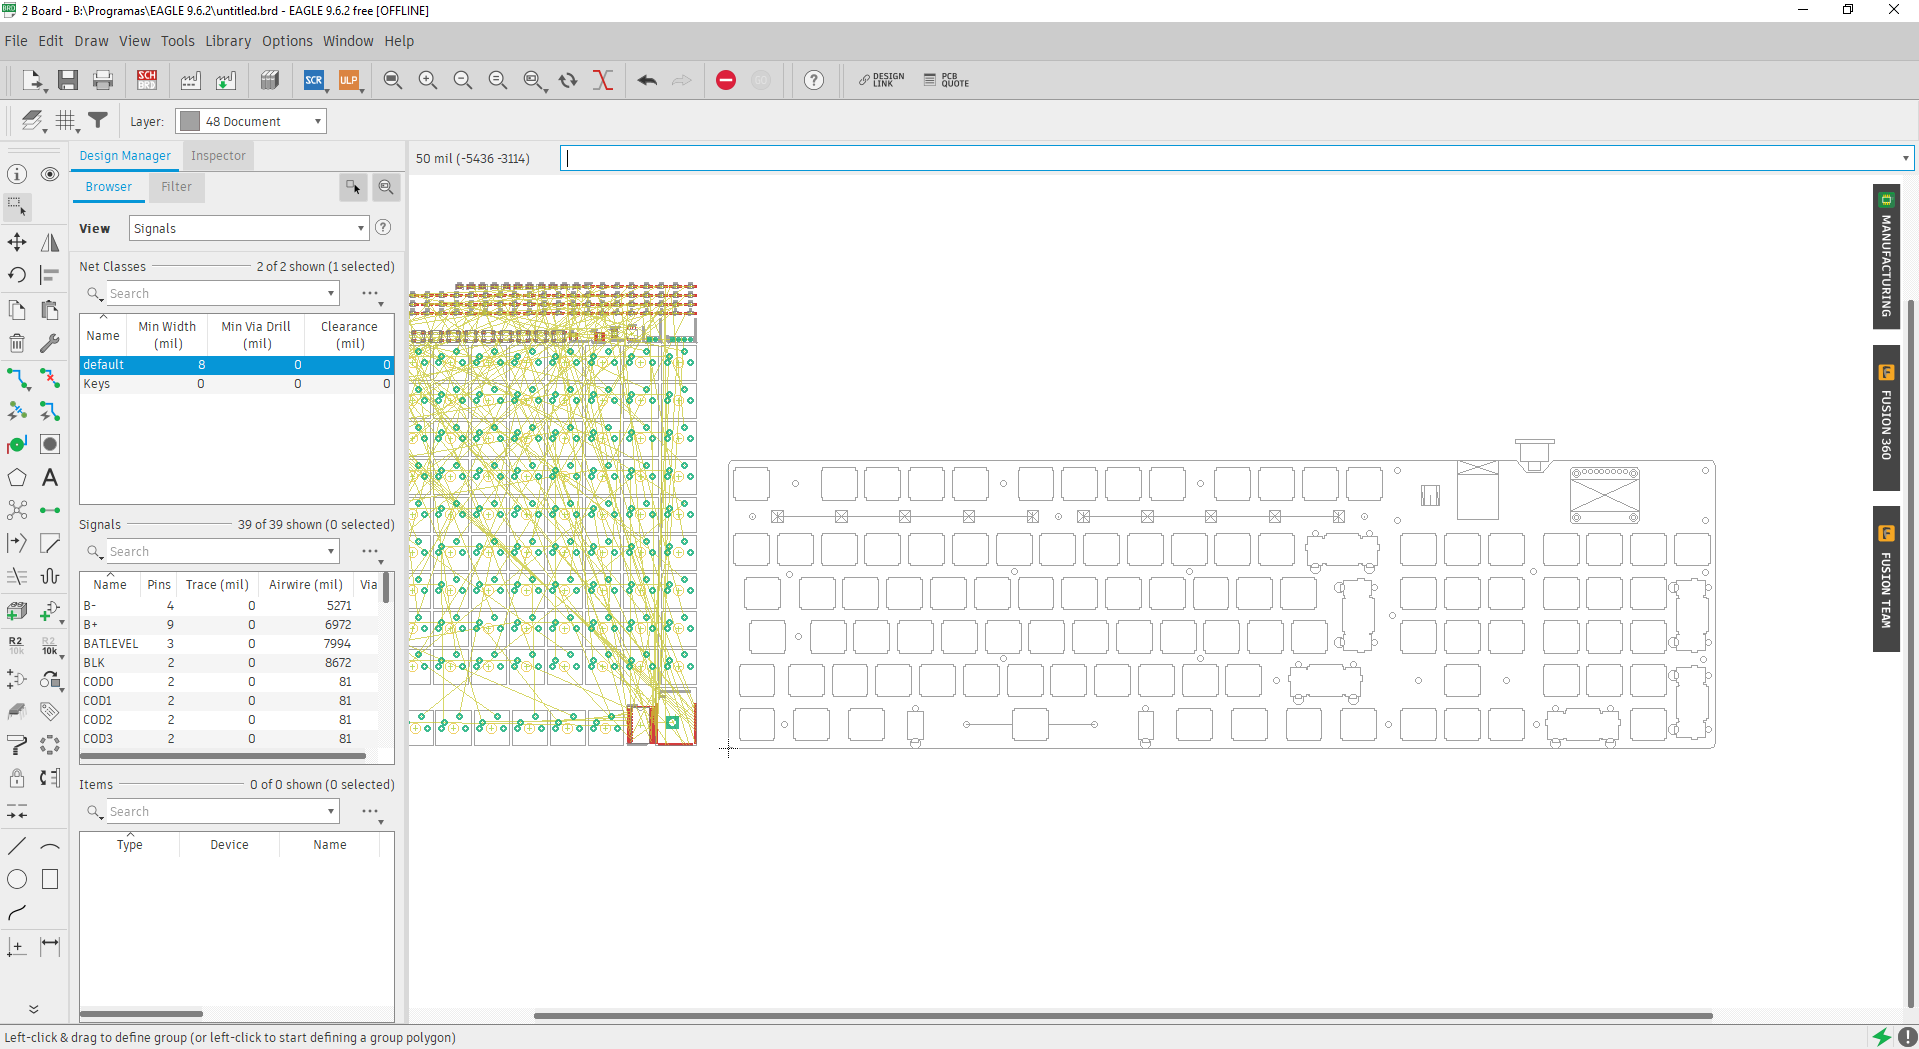 2 Board - B:\Programas\EAGLE 9.6.2\untitled.brd - EAGLE 9.6.2 free [OFFLINE]
File Edit Draw View Tools Library Options Window Help
SCH
BRD
SCR
ULP
GO
?
DESIGN
LINK
PCB
QUOTE
Layer: 48 Document
Design Manager Inspector
50 mil (-5436 -3114)
Browser Filter
View Signals ?
Net Classes 2 of 2 shown (1 selected)
Search ...
Name Min Width (mil) Min Via Drill (mil) Clearance (mil)
default 8 0 0
Keys 0 0 0
Signals 39 of 39 shown (0 selected)
Search ...
Name Pins Trace (mil) Airwire (mil) Via
B- 4 0 5271
B+ 9 0 6972
BATLEVEL 3 0 7994
BLK 2 0 8672
COD0 2 0 81
COD1 2 0 81
COD2 2 0 81
COD3 2 0 81
Items 0 of 0 shown (0 selected)
Search ...
Type Device Name
R2
10k
R2
10k
MANUFACTURING
FUSION 360
FUSION TEAM
Left-click & drag to define group (or left-click to start defining a group polygon)